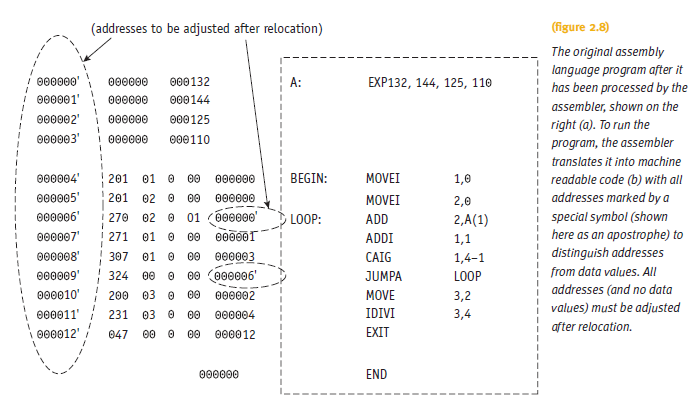 (addresses to be adjusted after relocation)
000000' 000000 000132 A: EXP132, 144, 125, 110
000001' 000000 000144
000002' 000000 000125
000003' 000000 000110
000004' 201 01 0 00 000000 BEGIN: MOVEI 1,0
000005' 201 02 0 00 000000 MOVEI 2,0
000006' 270 02 0 01 000000' LOOP: ADD 2,A(1)
000007' 271 01 0 00 000001 ADDI 1,1
000008' 307 01 0 00 000003 CAIG 1,4–1
000009' 324 00 0 00 000006' JUMPA LOOP
000010' 200 03 0 00 000002 MOVE 3,2
000011' 231 03 0 00 000004 IDIVI 3,4
000012' 047 00 0 00 000012 EXIT
000000 END
(figure 2.8)
The original assembly
language program after it
has been processed by the
assembler, shown on the
right (a). To run the
program, the assembler
translates it into machine
readable code (b) with all
addresses marked by a
special symbol (shown
here as an apostrophe) to
distinguish addresses
from data values. All
addresses (and no data
values) must be adjusted
after relocation.